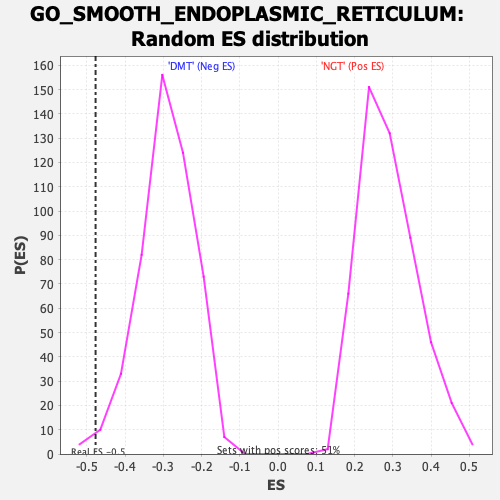 GO_SMOOTH_ENDOPLASMIC_RETICULUM:
Random ES distribution
'DMT' (Neg ES) 'NGT' (Pos ES)
160
150
140
130
120
110
100
90
80
70
60
50
40
30
20
10
0
P(ES)
Real ES -0.5 Sets with pos scores: 51%
-0.5 -0.4 -0.3 -0.2 -0.1 0.0 0.1 0.2 0.3 0.4 0.5
ES